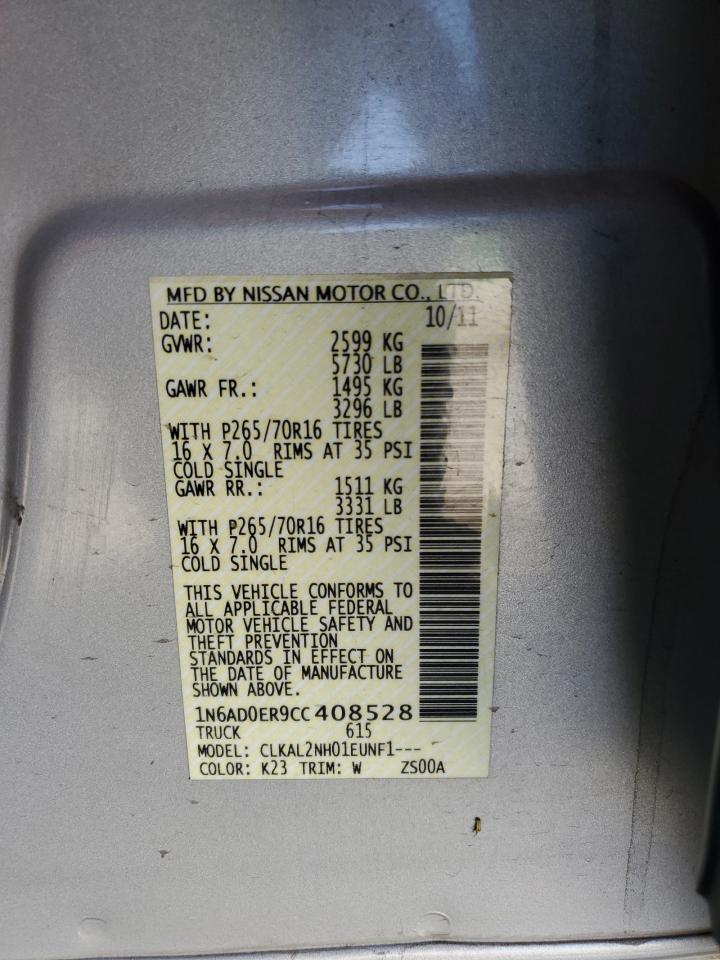 MFD BY NISSAN MOTOR CO., LTD.
DATE: 10/11
GVWR: 2599 KG
5730 LB
GAWR FR.: 1495 KG
3296 LB
WITH P265/70R16 TIRES
16 X 7.0 RIMS AT 35 PSI
COLD SINGLE
GAWR RR.: 1511 KG
3331 LB
WITH P265/70R16 TIRES
16 X 7.0 RIMS AT 35 PSI
COLD SINGLE
THIS VEHICLE CONFORMS TO
ALL APPLICABLE FEDERAL
MOTOR VEHICLE SAFETY AND
THEFT PREVENTION
STANDARDS IN EFFECT ON
THE DATE OF MANUFACTURE
SHOWN ABOVE.
1N6AD0ER9CC408528
TRUCK 615
MODEL: CLKAL2NH01EUNF1---
COLOR: K23 TRIM: W ZS00A